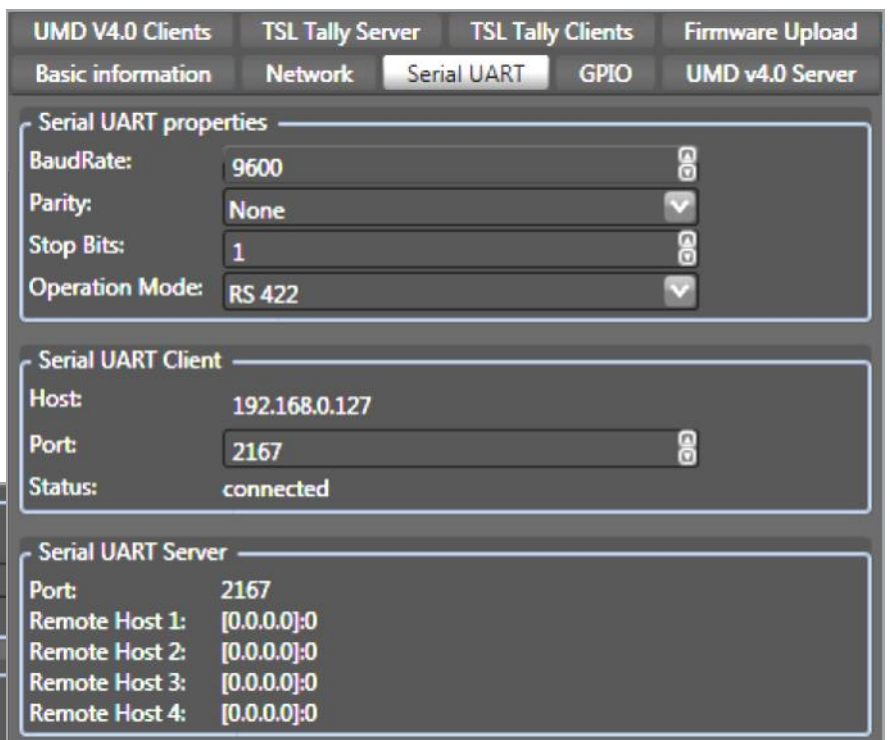 UMD V4.0 Clients TSL Tally Server TSL Tally Clients Firmware Upload
Basic information Network Serial UART GPIO UMD v4.0 Server
Serial UART properties
BaudRate: 9600
Parity: None
Stop Bits: 1
Operation Mode: RS 422
Serial UART Client
Host: 192.168.0.127
Port: 2167
Status: connected
Serial UART Server
Port: 2167
Remote Host 1: [0.0.0.0]:0
Remote Host 2: [0.0.0.0]:0
Remote Host 3: [0.0.0.0]:0
Remote Host 4: [0.0.0.0]:0